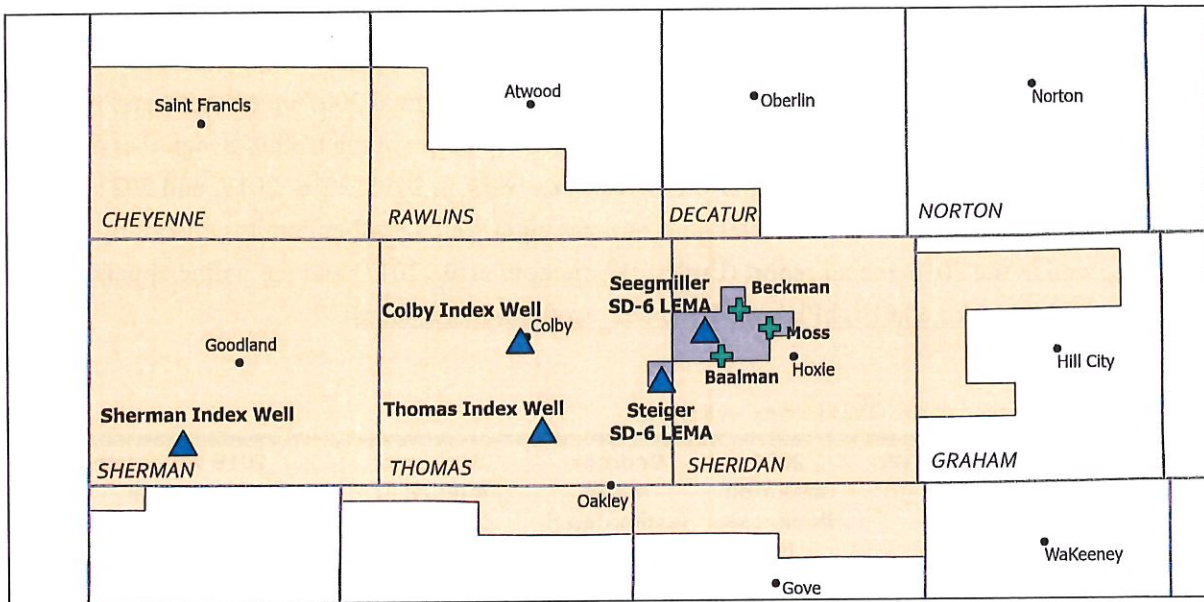 Saint Francis
Atwood
Oberlin
Norton
CHEYENNE
RAWLINS
DECATUR
NORTON
Seegmiller
SD-6 LEMA
Beckman
Colby Index Well
Colby
Moss
Goodland
Hoxie
Hill City
Baalman
Sherman Index Well
Thomas Index Well
Steiger
SD-6 LEMA
SHERMAN
THOMAS
SHERIDAN
GRAHAM
Oakley
WaKeeney
Gove